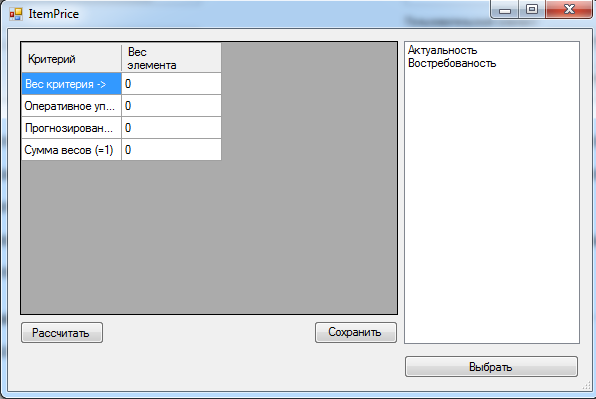 ItemPrice
Критерий Вес элемента
Вес критерия -> 0
Оперативное уп... 0
Прогнозирован... 0
Сумма весов (=1) 0
Актуальность
Востребованость
Рассчитать Сохранить
Выбрать